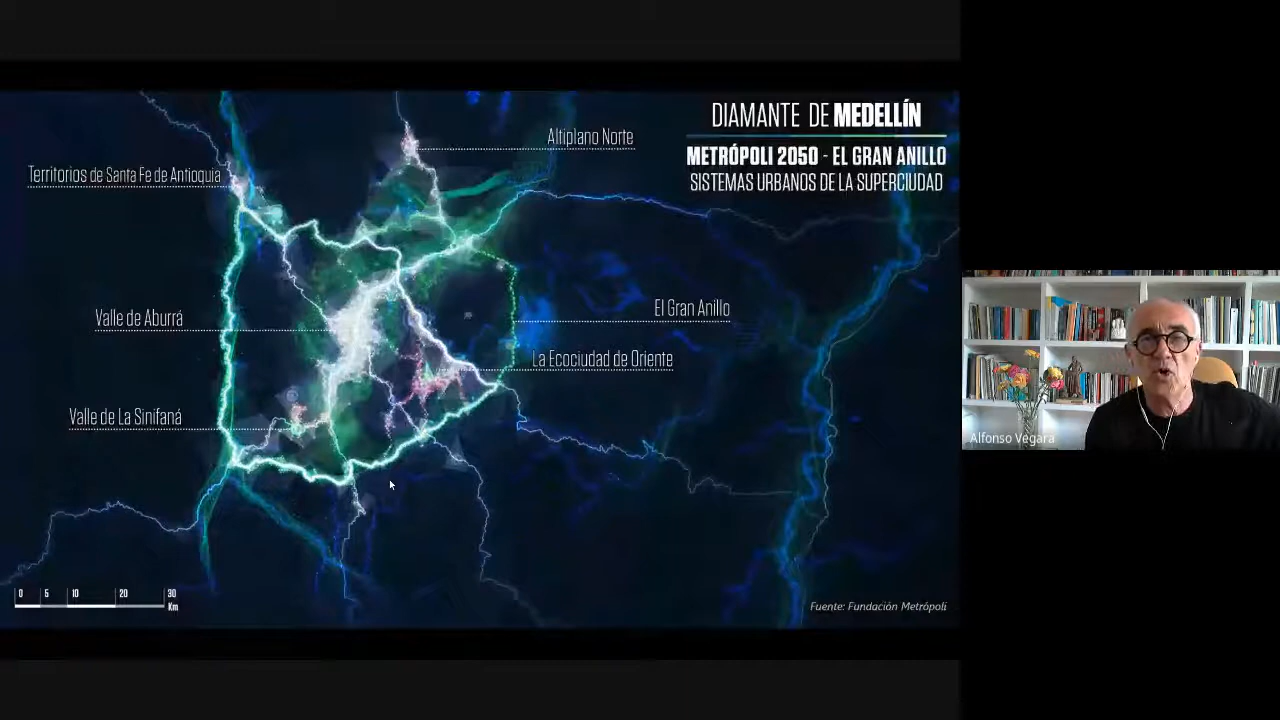 DIAMANTE DE MEDELLÍN
METRÓPOLI 2050 - EL GRAN ANILLO
SISTEMAS URBANOS DE LA SUPERCIUDAD
Altiplano Norte
Territorios de Santa Fe de Antioquia
El Gran Anillo
Valle de Aburrá
La Ecociudad de Oriente
Valle de La Sinifaná
Alfonso Vegara
0 5 10 20 30
Km
Fuente: Fundación Metrópoli